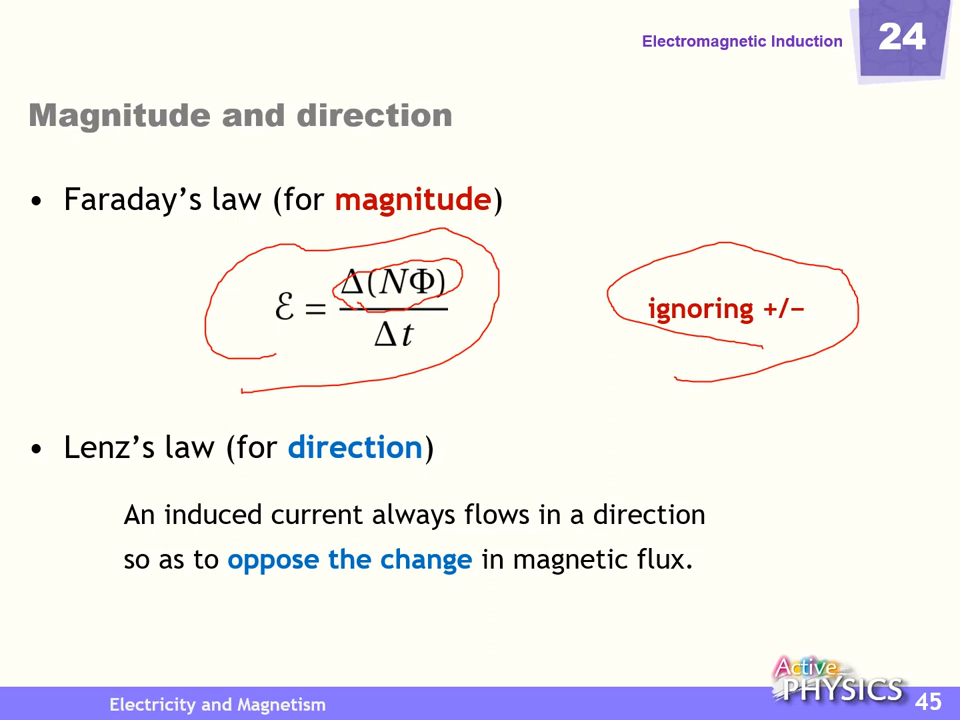 Electromagnetic Induction
24
Magnitude and direction
• Faraday’s law (for magnitude)
ℰ = Δ(NΦ)/Δt
ignoring +/−
• Lenz’s law (for direction)
An induced current always flows in a direction
so as to oppose the change in magnetic flux.
Active
PHYSICS
Electricity and Magnetism
45